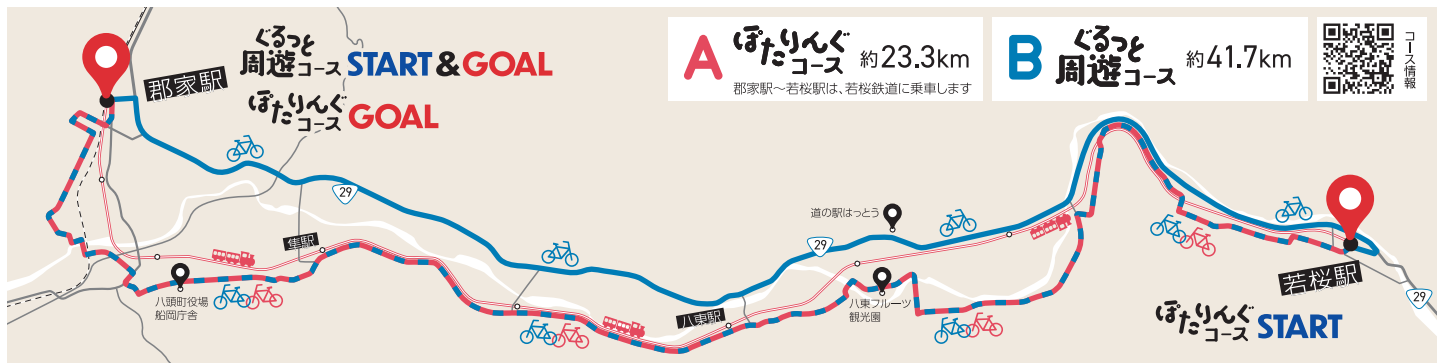 ぐるっと
周遊コース START & GOAL
ぽたりんぐ
コース GOAL
郡家駅
A ぽたりんぐ
コース 約23.3km
郡家駅～若桜駅は、若桜鉄道に乗車します
B ぐるっと
周遊コース 約41.7km
コース情報
29
隼駅
道の駅はっとう
29
八頭町役場
船岡庁舎
八東駅
八東フルーツ
観光園
若桜駅
29
ぽたりんぐ
コース START